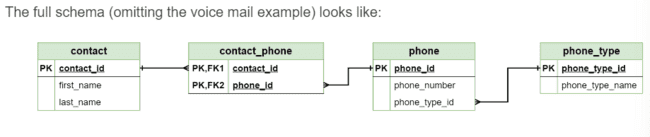 The full schema (omitting the voice mail example) looks like:
contact
PK contact_id
first_name
last_name
contact_phone
PK,FK1 contact_id
PK,FK2 phone_id
phone
PK phone_id
phone_number
phone_type_id
phone_type
PK phone_type_id
phone_type_name